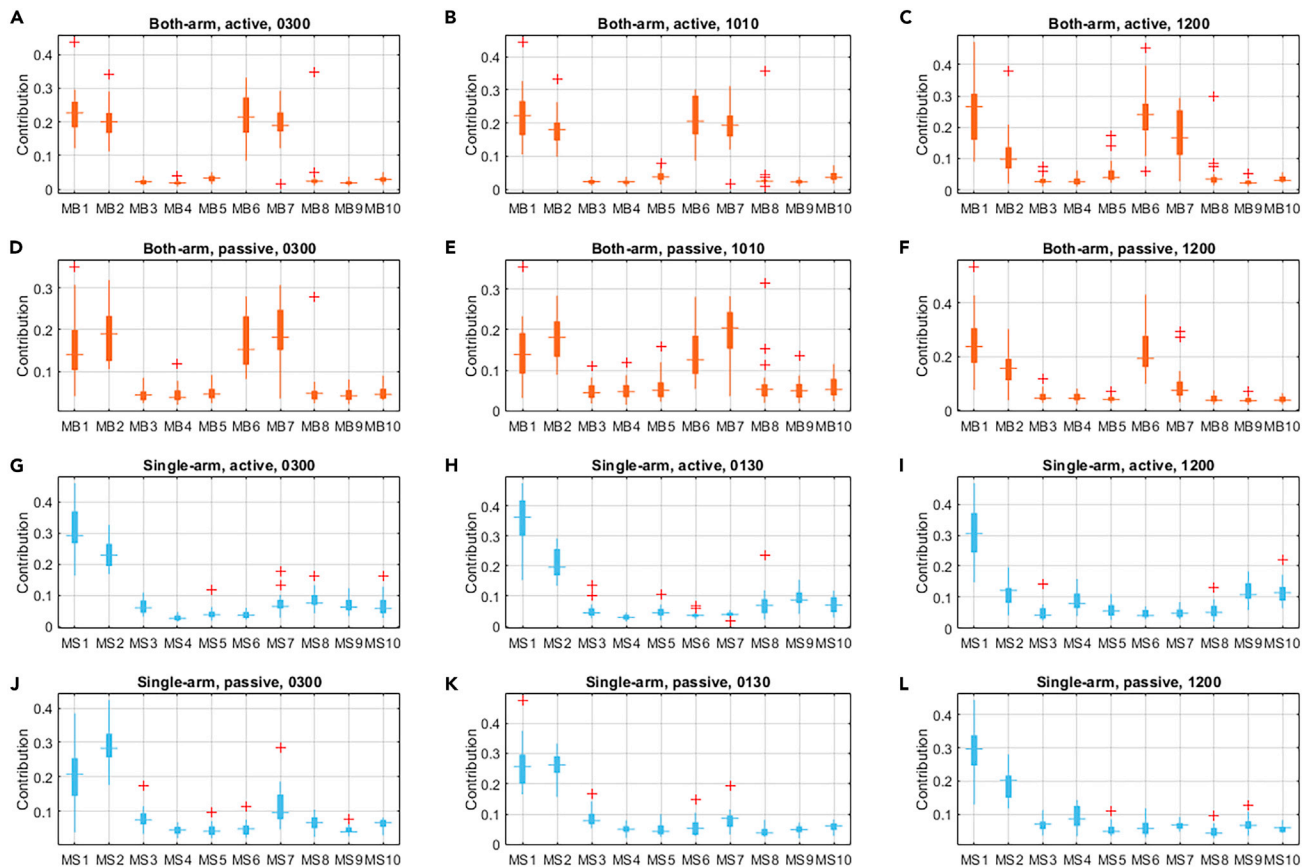 A Both-arm, active, 0300
Contribution
0.4
0.3
0.2
0.1
0
MB1 MB2 MB3 MB4 MB5 MB6 MB7 MB8 MB9 MB10
B Both-arm, active, 1010
Contribution
0.4
0.3
0.2
0.1
0
MB1 MB2 MB3 MB4 MB5 MB6 MB7 MB8 MB9 MB10
C Both-arm, active, 1200
Contribution
0.4
0.3
0.2
0.1
0
MB1 MB2 MB3 MB4 MB5 MB6 MB7 MB8 MB9 MB10
D Both-arm, passive, 0300
Contribution
0.3
0.2
0.1
MB1 MB2 MB3 MB4 MB5 MB6 MB7 MB8 MB9 MB10
E Both-arm, passive, 1010
Contribution
0.3
0.2
0.1
0
MB1 MB2 MB3 MB4 MB5 MB6 MB7 MB8 MB9 MB10
F Both-arm, passive, 1200
Contribution
0.4
0.2
0
MB1 MB2 MB3 MB4 MB5 MB6 MB7 MB8 MB9 MB10
G Single-arm, active, 0300
Contribution
0.4
0.3
0.2
0.1
0
MS1 MS2 MS3 MS4 MS5 MS6 MS7 MS8 MS9 MS10
H Single-arm, active, 0130
Contribution
0.4
0.3
0.2
0.1
0
MS1 MS2 MS3 MS4 MS5 MS6 MS7 MS8 MS9 MS10
I Single-arm, active, 1200
Contribution
0.4
0.3
0.2
0.1
0
MS1 MS2 MS3 MS4 MS5 MS6 MS7 MS8 MS9 MS10
J Single-arm, passive, 0300
Contribution
0.4
0.3
0.2
0.1
MS1 MS2 MS3 MS4 MS5 MS6 MS7 MS8 MS9 MS10
K Single-arm, passive, 0130
Contribution
0.4
0.3
0.2
0.1
0
MS1 MS2 MS3 MS4 MS5 MS6 MS7 MS8 MS9 MS10
L Single-arm, passive, 1200
Contribution
0.4
0.3
0.2
0.1
MS1 MS2 MS3 MS4 MS5 MS6 MS7 MS8 MS9 MS10